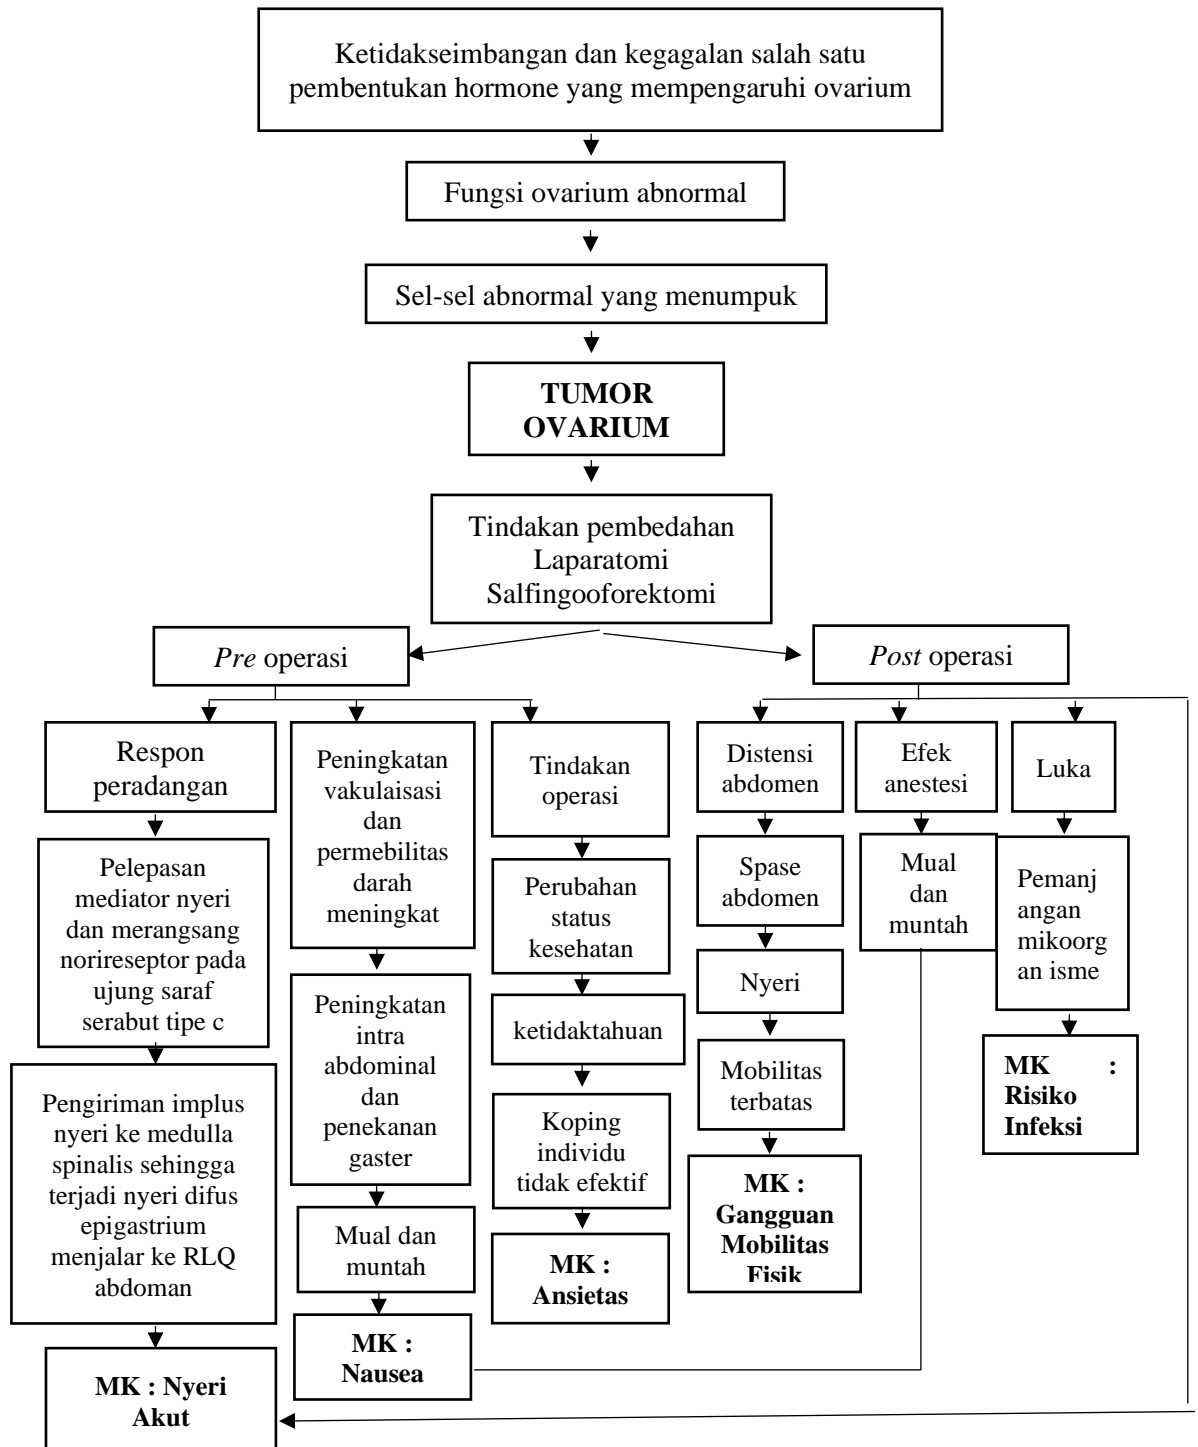 Ketidakseimbangan dan kegagalan salah satu
pembentukan hormone yang mempengaruhi ovarium
Fungsi ovarium abnormal
Sel-sel abnormal yang menumpuk
TUMOR
OVARIUM
Tindakan pembedahan
Laparatomi
Salfingooforektomi
Pre operasi
Post operasi
Respon
peradangan
Pelepasan
mediator nyeri
dan merangsang
norireseptor pada
ujung saraf
serabut tipe c
Pengiriman implus
nyeri ke medulla
spinalis sehingga
terjadi nyeri difus
epigastrium
menjalar ke RLQ
abdoman
MK : Nyeri
Akut
Peningkatan
vakulaisasi
dan
permebilitas
darah
meningkat
Peningkatan
intra
abdominal
dan
penekanan
gaster
Mual dan
muntah
MK :
Nausea
Tindakan
operasi
Perubahan
status
kesehatan
ketidaktahuan
Koping
individu
tidak efektif
MK :
Ansietas
Distensi
abdomen
Spase
abdomen
Nyeri
Mobilitas
terbatas
MK :
Gangguan
Mobilitas
Fisik
Efek
anestesi
Mual
dan
muntah
Luka
Pemanj
angan
mikoorg
an isme
MK :
Risiko
Infeksi